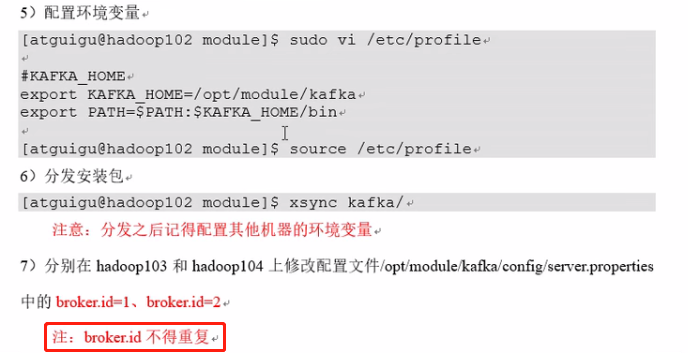 5）配置环境变量
[atguigu@hadoop102 module]$ sudo vi /etc/profile
#KAFKA_HOME
export KAFKA_HOME=/opt/module/kafka
export PATH=$PATH:$KAFKA_HOME/bin
[atguigu@hadoop102 module]$ source /etc/profile
6）分发安装包
[atguigu@hadoop102 module]$ xsync kafka/
注意：分发之后记得配置其他机器的环境变量
7）分别在 hadoop103 和 hadoop104 上修改配置文件/opt/module/kafka/config/server.properties
中的 broker.id=1、broker.id=2
注：broker.id 不得重复